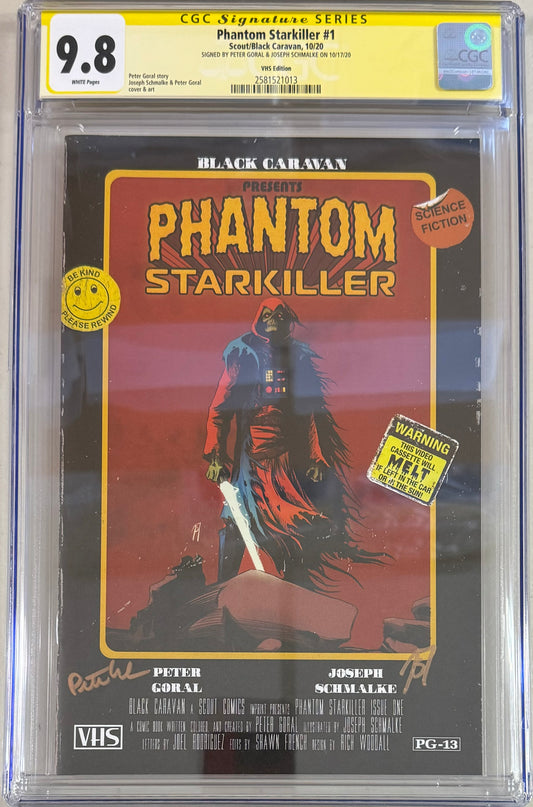 CGC Signature SERIES
9.8
WHITE Pages
Phantom Starkiller #1
Scout/Black Caravan, 10/20
SIGNED BY PETER GORAL & JOSEPH SCHMALKE ON 10/17/20
VHS Edition
2581521013
Peter Goral story
Joseph Schmalke & Peter Goral
cover & art
CGC
BLACK CARAVAN
PRESENTS
PHANTOM
STARKILLER
SCIENCE
FICTION
BE KIND
PLEASE REWIND
WARNING
THIS VIDEO
CASSETTE WILL
MELT
IF LEFT IN THE CAR
OR IN THE SUN!
PETER
GORAL
JOSEPH
SCHMALKE
BLACK CARAVAN A SCOUT COMICS IMPRINT PRESENTS PHANTOM STARKILLER ISSUE ONE
A COMIC BOOK WRITTEN COLORED AND CREATED BY PETER GORAL ILLUSTRATED BY JOSEPH SCHMALKE
LETTERS BY JOEL RODRIGUEZ EDITS BY SHAWN FRENCH DESIGN BY RICH WOODALL
VHS
PG-13